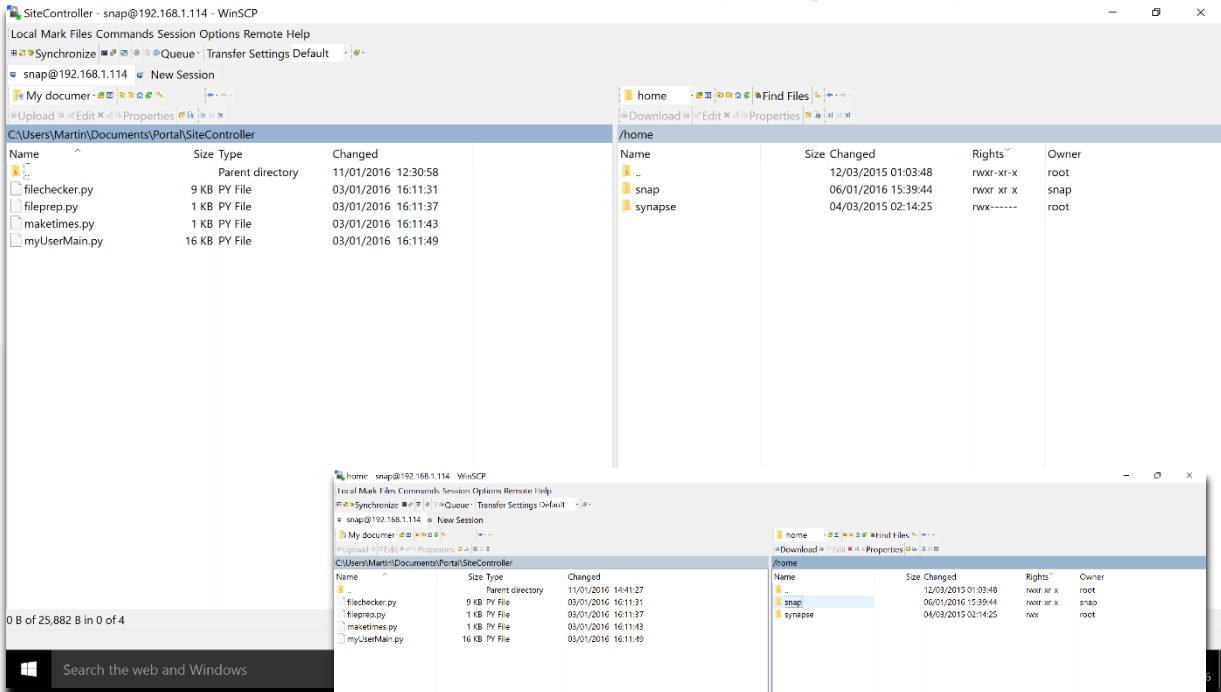 SiteController - snap@192.168.1.114 - WinSCP
Local Mark Files Commands Session Options Remote Help
Synchronize Queue Transfer Settings Default
snap@192.168.1.114 New Session
My documer home Find Files
Upload Edit Properties Download Edit Properties
C:\Users\Martin\Documents\Portal\SiteController /home
Name Size Type Changed Name Size Changed Rights Owner
.. Parent directory 11/01/2016 12:30:58 .. 12/03/2015 01:03:48 rwxr-xr-x root
filechecker.py 9 KB PY File 03/01/2016 16:11:31 snap 06/01/2016 15:39:44 rwxr xr x snap
fileprep.py 1 KB PY File 03/01/2016 16:11:37 synapse 04/03/2015 02:14:25 rwx------ root
maketimes.py 1 KB PY File 03/01/2016 16:11:43
myUserMain.py 16 KB PY File 03/01/2016 16:11:49
0 B of 25,882 B in 0 of 4
Search the web and Windows
home snap@192.168.1.114 WinSCP
Local Mark Files Commands Session Options Remote Help
Synchronize Queue Transfer Settings Default
snap@192.168.1.114 New Session
My documer home Find Files
Upload Edit Properties Download Edit Properties
C:\Users\Martin\Documents\Portal\SiteController /home
Name Size Type Changed Name Size Changed Rights Owner
.. Parent directory 11/01/2016 14:41:27 .. 12/03/2015 01:03:48 rwxr xr x root
filechecker.py 9 KB PY File 03/01/2016 16:11:31 snap 06/01/2016 15:39:44 rwxr xr x snap
fileprep.py 1 KB PY File 03/01/2016 16:11:37 synapse 04/03/2015 02:14:25 rwx root
maketimes.py 1 KB PY File 03/01/2016 16:11:43
myUserMain.py 16 KB PY File 03/01/2016 16:11:49